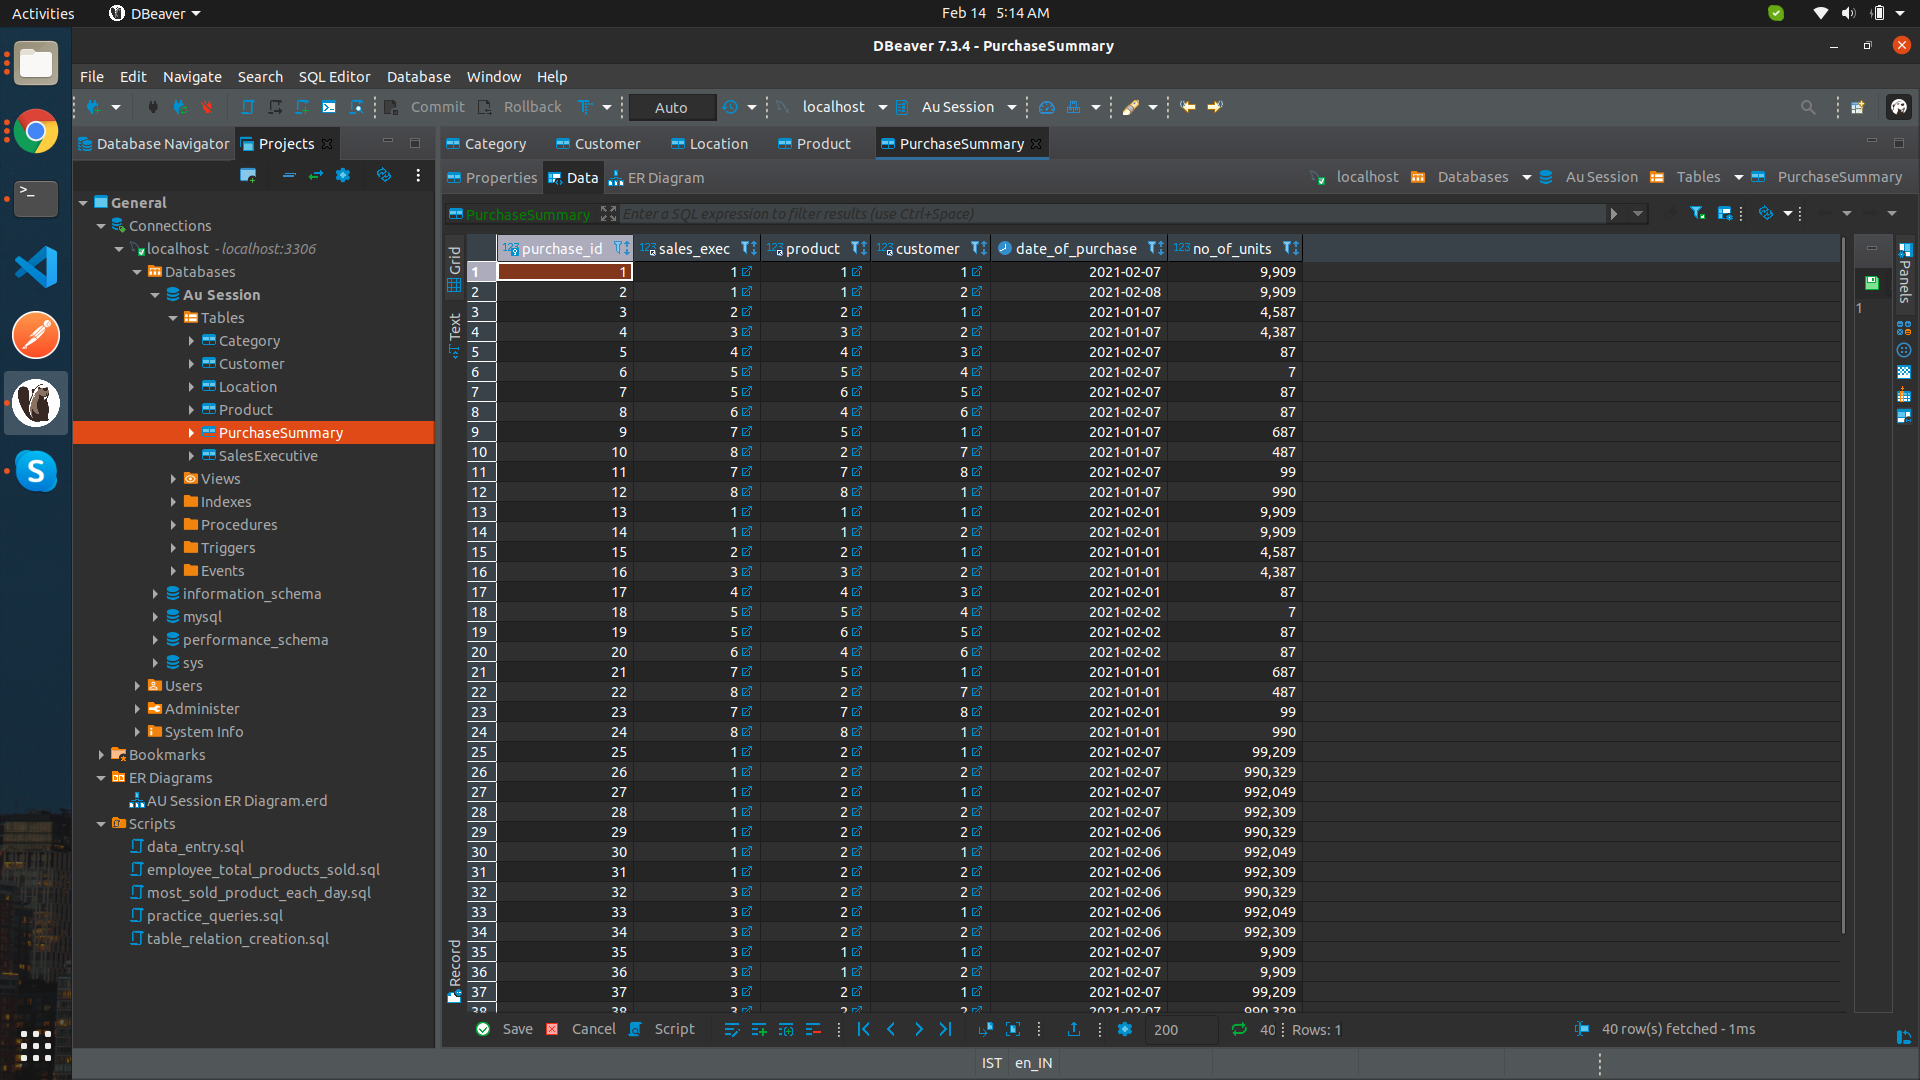 Activities DBeaver Feb 14 5:14 AM
DBeaver 7.3.4 - PurchaseSummary
File Edit Navigate Search SQL Editor Database Window Help
Commit Rollback Auto localhost Au Session
Database Navigator Projects Category Customer Location Product PurchaseSummary
Properties Data ER Diagram localhost Databases Au Session Tables PurchaseSummary
PurchaseSummary Enter a SQL expression to filter results (use Ctrl+Space)
General
Connections
localhost - localhost:3306
Databases
Au Session
Tables
Category
Customer
Location
Product
PurchaseSummary
SalesExecutive
Views
Indexes
Procedures
Triggers
Events
information_schema
mysql
performance_schema
sys
Users
Administer
System Info
Bookmarks
ER Diagrams
AU Session ER Diagram.erd
Scripts
data_entry.sql
employee_total_products_sold.sql
most_sold_product_each_day.sql
practice_queries.sql
table_relation_creation.sql
Grid
Text
Record
123 purchase_id 123 sales_exec 123 product 123 customer date_of_purchase 123 no_of_units
1 1 1 1 1 2021-02-07 9,909
2 2 1 1 2 2021-02-08 9,909
3 3 2 2 1 2021-01-07 4,587
4 4 3 3 2 2021-01-07 4,387
5 5 4 4 3 2021-02-07 87
6 6 5 5 4 2021-02-07 7
7 7 5 6 5 2021-02-07 87
8 8 6 4 6 2021-02-07 87
9 9 7 5 1 2021-01-07 687
10 10 8 2 7 2021-01-07 487
11 11 7 7 8 2021-02-07 99
12 12 8 8 1 2021-01-07 990
13 13 1 1 1 2021-02-01 9,909
14 14 1 1 2 2021-02-01 9,909
15 15 2 2 1 2021-01-01 4,587
16 16 3 3 2 2021-01-01 4,387
17 17 4 4 3 2021-02-01 87
18 18 5 5 4 2021-02-02 7
19 19 5 6 5 2021-02-02 87
20 20 6 4 6 2021-02-02 87
21 21 7 5 1 2021-01-01 687
22 22 8 2 7 2021-01-01 487
23 23 7 7 8 2021-02-01 99
24 24 8 8 1 2021-01-01 990
25 25 1 2 1 2021-02-07 99,209
26 26 1 2 2 2021-02-07 990,329
27 27 1 2 1 2021-02-07 992,049
28 28 1 2 2 2021-02-07 992,309
29 29 1 2 2 2021-02-06 990,329
30 30 1 2 1 2021-02-06 992,049
31 31 1 2 2 2021-02-06 992,309
32 32 3 2 2 2021-02-06 990,329
33 33 3 2 1 2021-02-06 992,049
34 34 3 2 2 2021-02-06 992,309
35 35 3 1 1 2021-02-07 9,909
36 36 3 1 2 2021-02-07 9,909
37 37 3 2 1 2021-02-07 99,209
38 38 3 2 2 2021-02-07 990,329
Panels
1
Save Cancel Script 200 40 Rows: 1 40 row(s) fetched - 1ms
IST en_IN